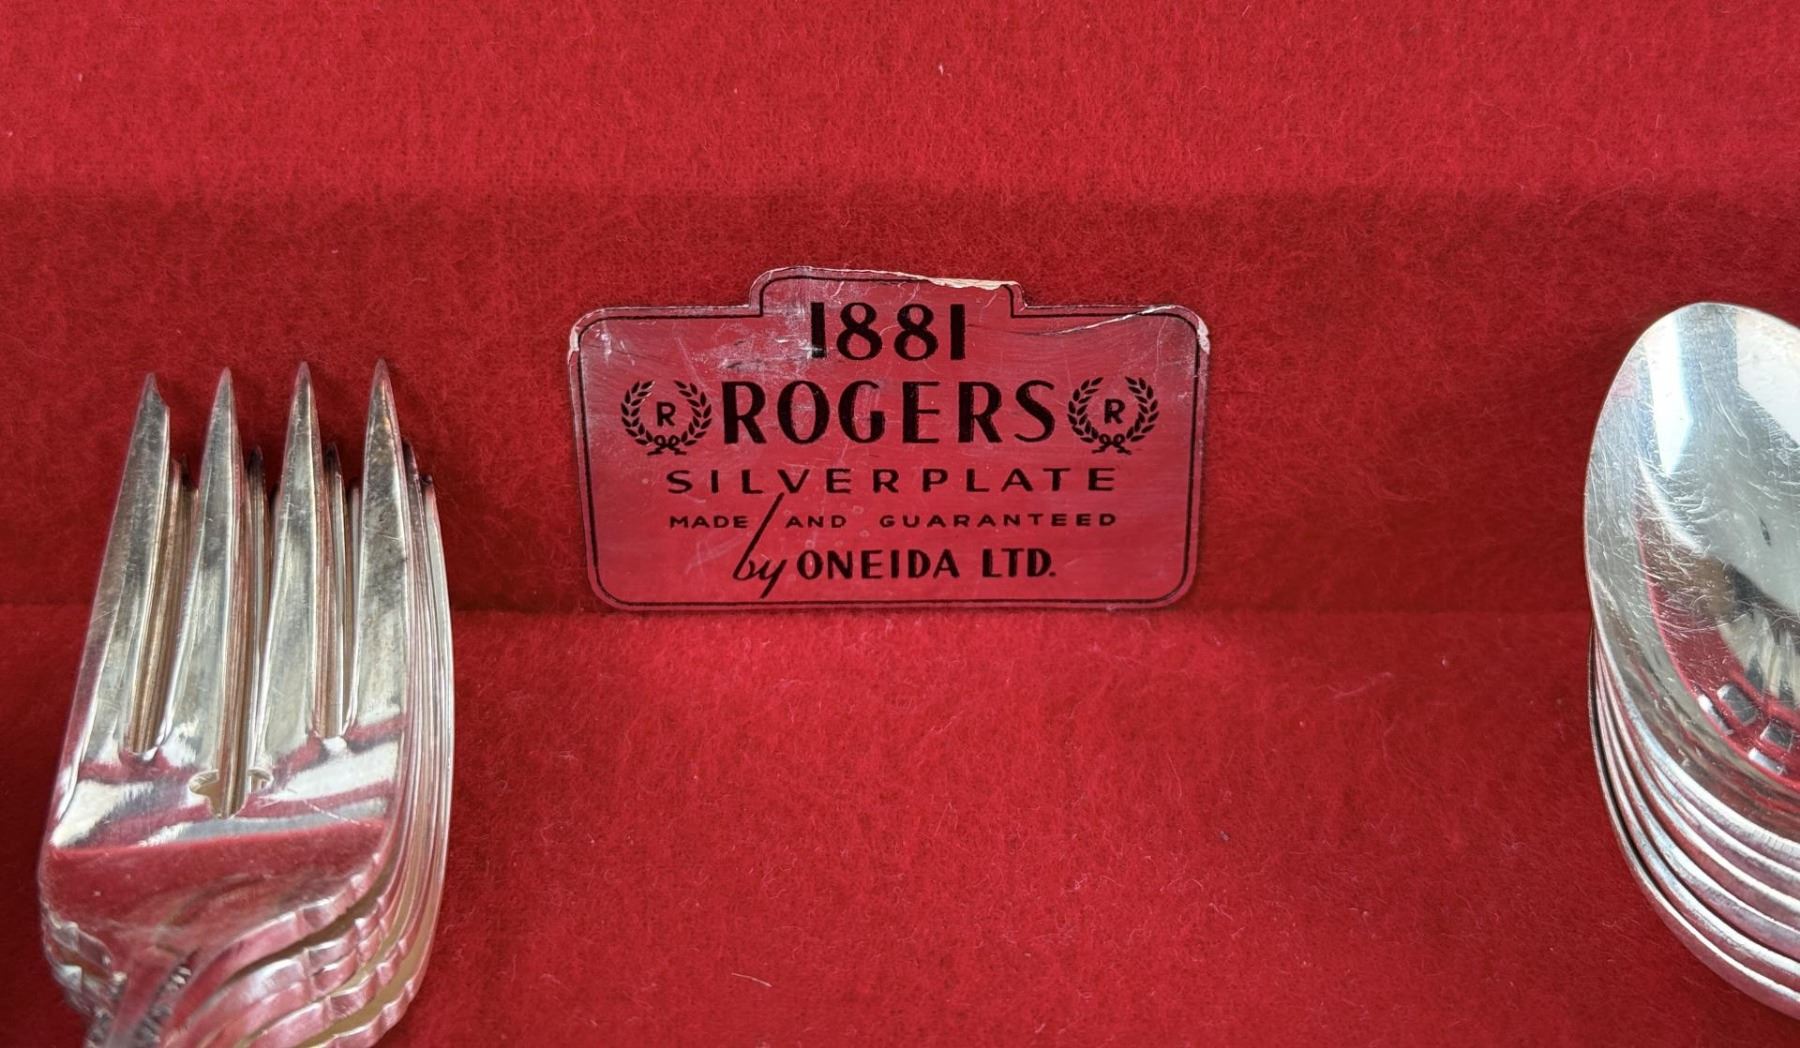 1881
R ROGERS R
SILVERPLATE
MADE AND GUARANTEED
by ONEIDA LTD.